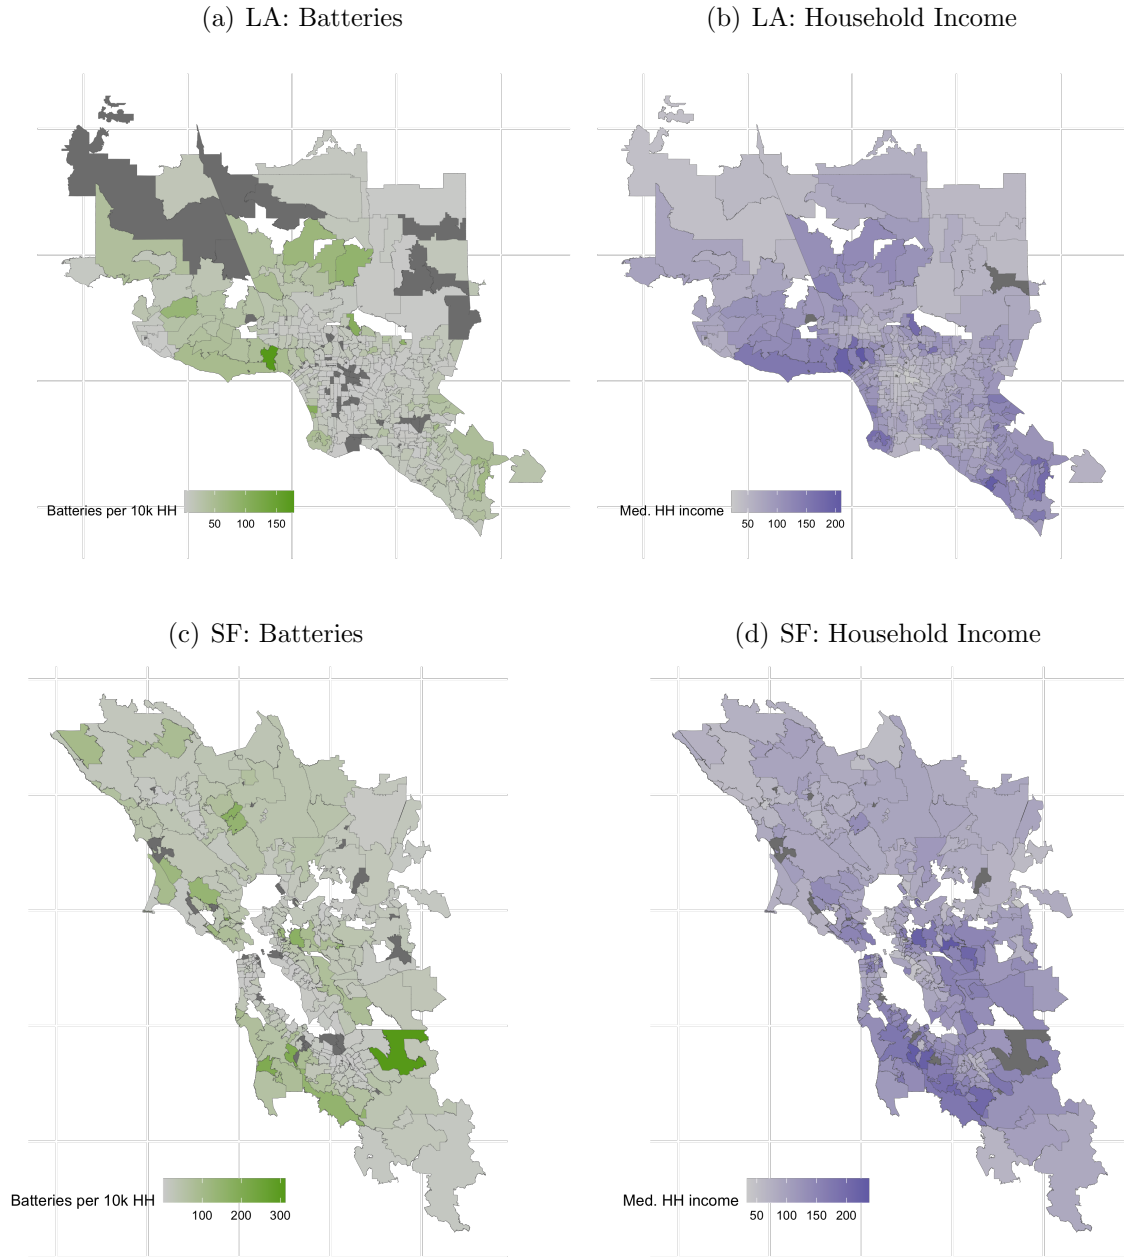 (a) LA: Batteries
(b) LA: Household Income
Batteries per 10k HH
50 100 150
Med. HH income
50 100 150 200
(c) SF: Batteries
(d) SF: Household Income
Batteries per 10k HH
100 200 300
Med. HH income
50 100 150 200